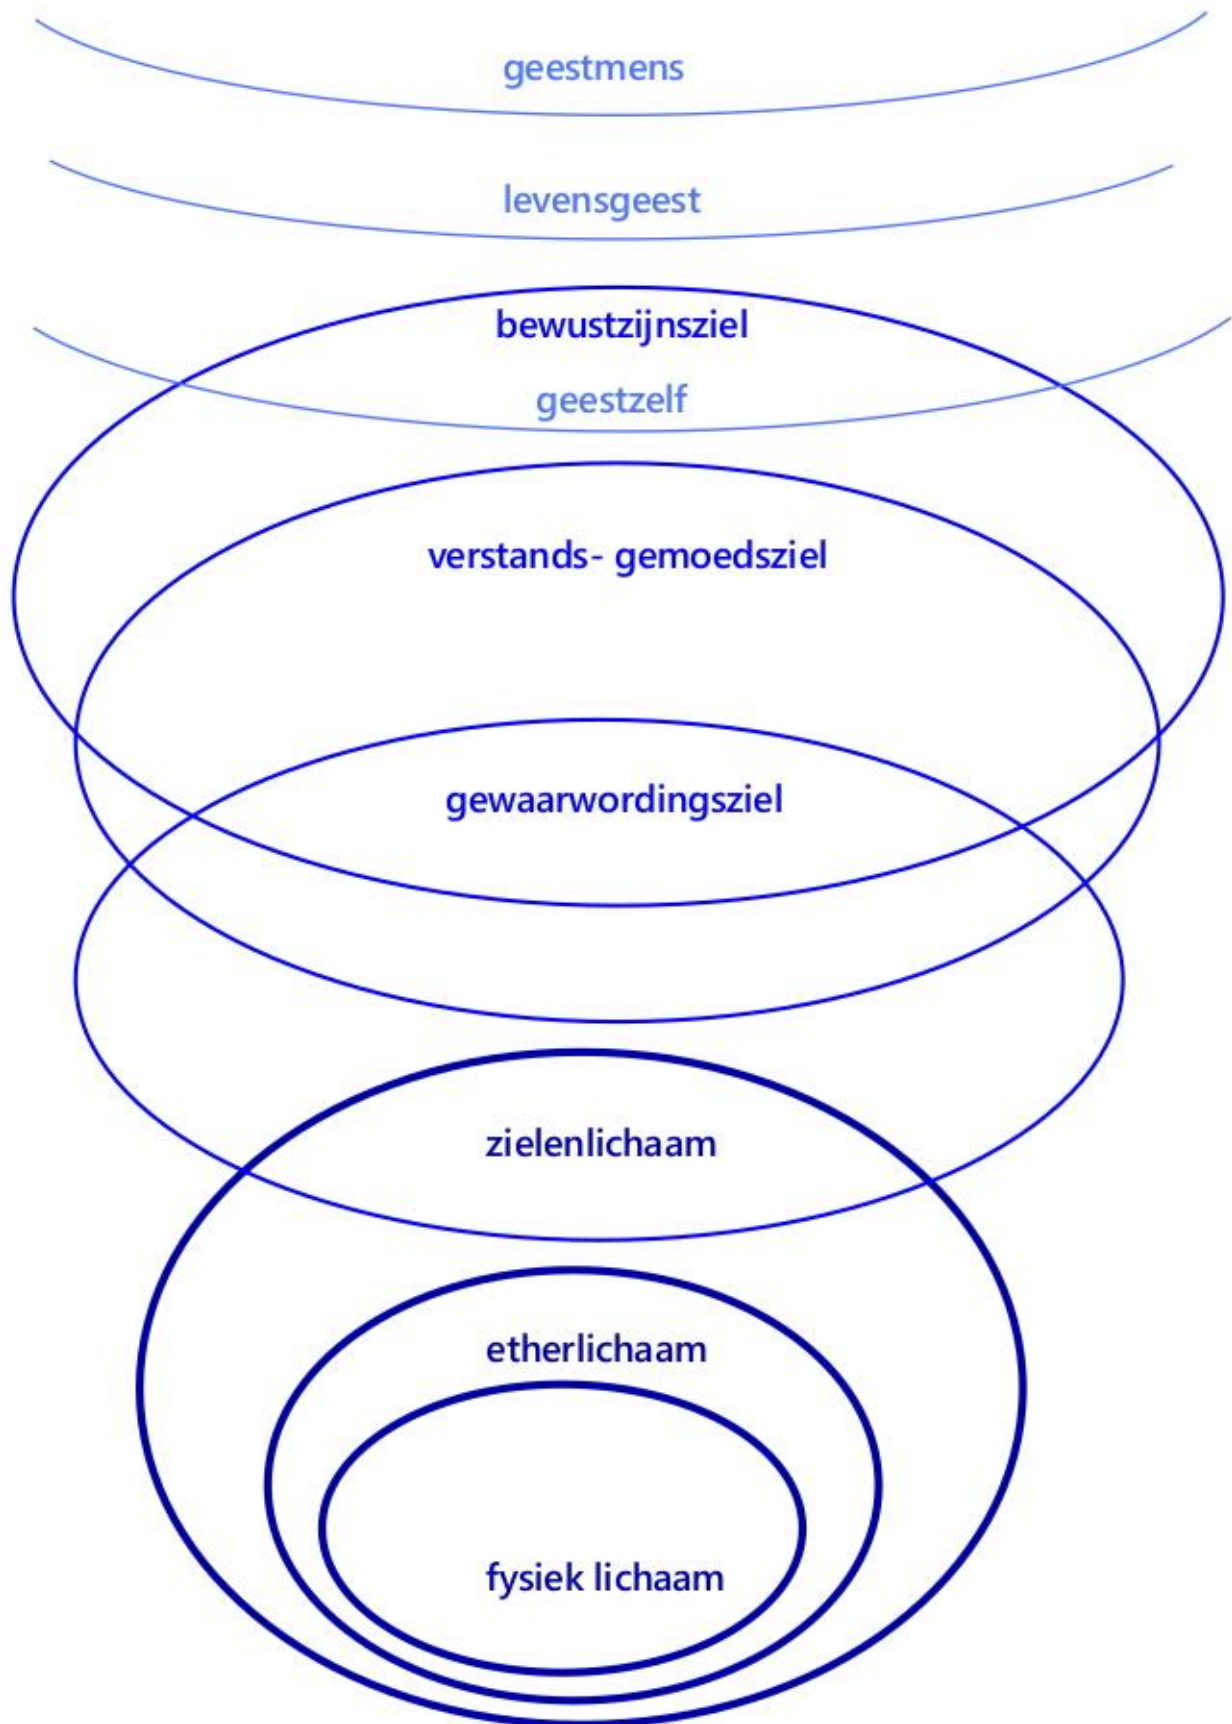 geestmens
levensgeest
bewustzijnsziel
geestzelf
verstands- gemoedsziel
gewaarwordingsziel
zielenlichaam
etherlichaam
fysiek lichaam